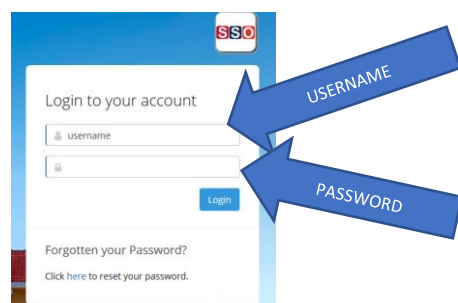 SSO
Login to your account
username
USERNAME
PASSWORD
Login
Forgotten your Password?
Click here to reset your password.